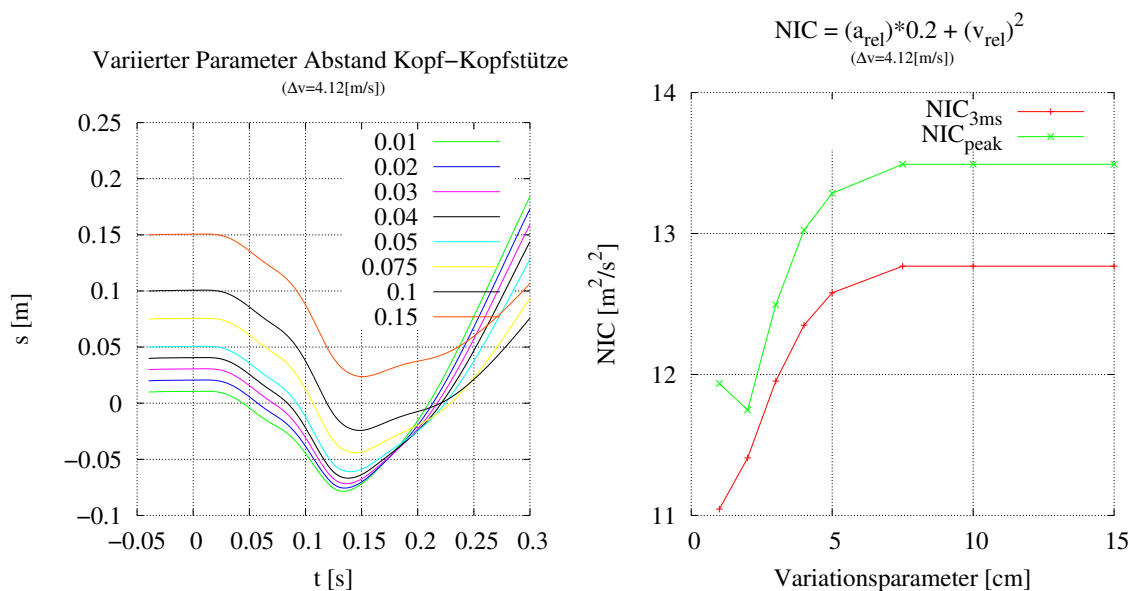 Variierter Parameter Abstand Kopf−Kopfstütze
(Δv=4.12[m/s])
0.25
0.2
0.15
0.1
0.05
0
−0.05
−0.1
s [m]
0.01
0.02
0.03
0.04
0.05
0.075
0.1
0.15
−0.05 0 0.05 0.1 0.15 0.2 0.25 0.3
t [s]
NIC = (a_rel)*0.2 + (v_rel)²
(Δv=4.12[m/s])
14
13
12
11
NIC [m²/s²]
NIC_3ms
NIC_peak
0 5 10 15
Variationsparameter [cm]